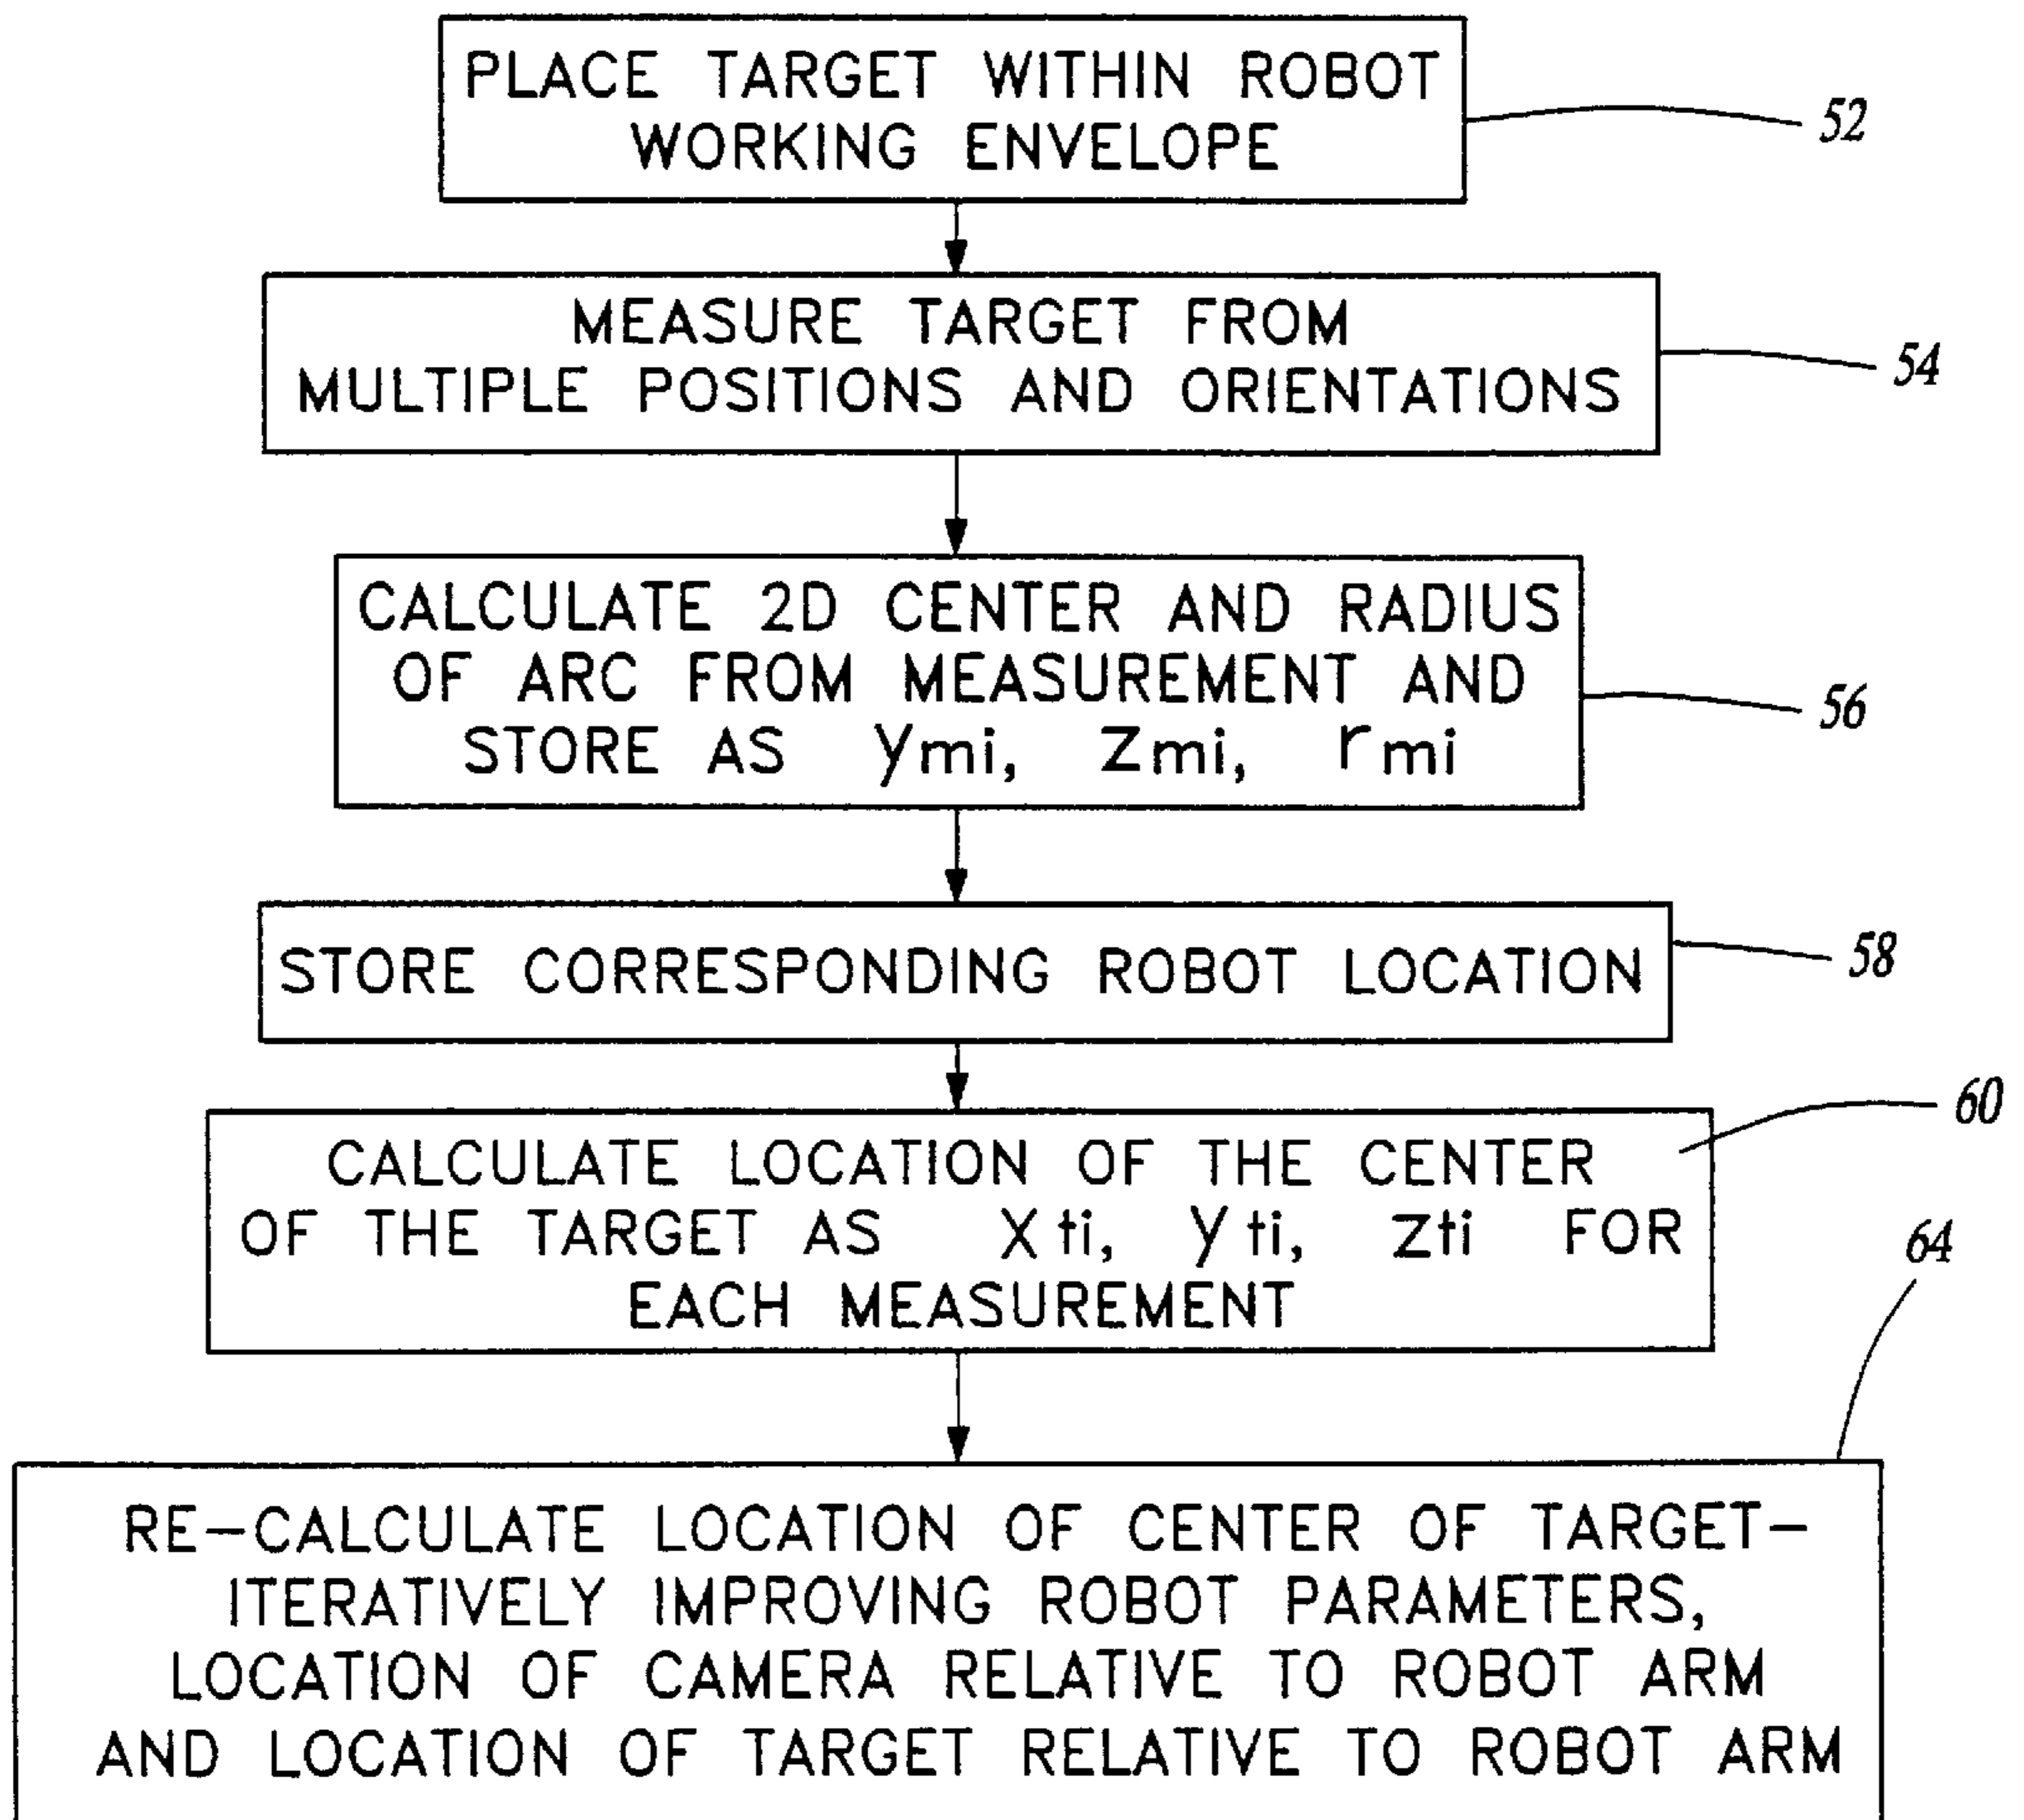 PLACE TARGET WITHIN ROBOT
WORKING ENVELOPE
52
MEASURE TARGET FROM
MULTIPLE POSITIONS AND ORIENTATIONS
54
CALCULATE 2D CENTER AND RADIUS
OF ARC FROM MEASUREMENT AND
STORE AS ymi, zmi, rmi
56
STORE CORRESPONDING ROBOT LOCATION
58
60
CALCULATE LOCATION OF THE CENTER
OF THE TARGET AS xti, yti, zti FOR
EACH MEASUREMENT
64
RE-CALCULATE LOCATION OF CENTER OF TARGET-
ITERATIVELY IMPROVING ROBOT PARAMETERS,
LOCATION OF CAMERA RELATIVE TO ROBOT ARM
AND LOCATION OF TARGET RELATIVE TO ROBOT ARM